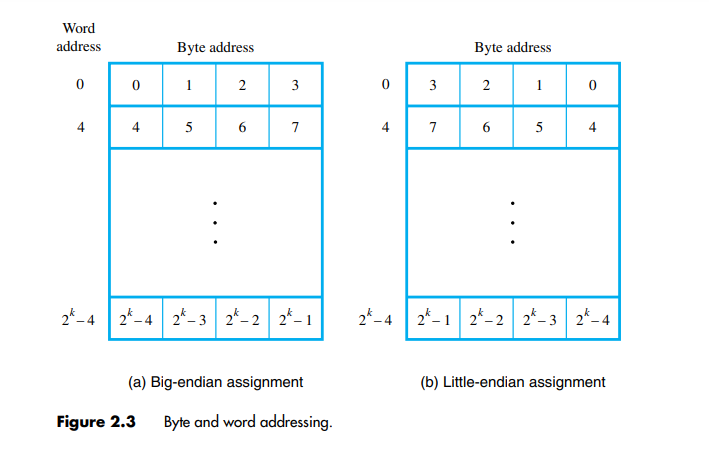 Word
address Byte address Byte address
0 0 1 2 3 0 3 2 1 0
4 4 5 6 7 4 7 6 5 4
2^k – 4 2^k – 4 2^k – 3 2^k – 2 2^k – 1 2^k – 4 2^k – 1 2^k – 2 2^k – 3 2^k – 4
(a) Big-endian assignment (b) Little-endian assignment
Figure 2.3 Byte and word addressing.